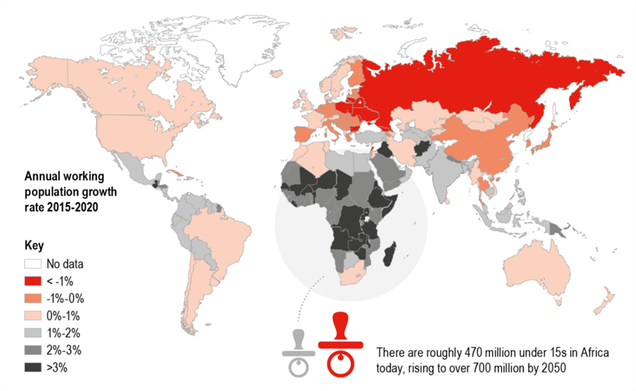 Annual working
population growth
rate 2015-2020
Key
No data
< -1%
-1%-0%
0%-1%
1%-2%
2%-3%
>3%
There are roughly 470 million under 15s in Africa
today, rising to over 700 million by 2050